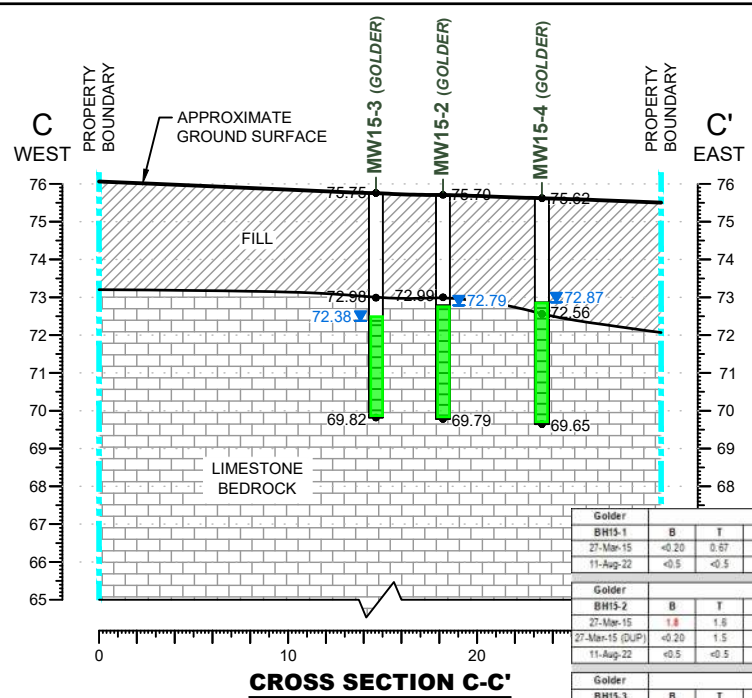 MW15-3 (GOLDER)
MW15-2 (GOLDER)
MW15-4 (GOLDER)
PROPERTY BOUNDARY
PROPERTY BOUNDARY
C
WEST
C'
EAST
APPROXIMATE
GROUND SURFACE
76
75
74
73
72
71
70
69
68
67
66
65
76
75
74
73
72
71
70
69
68
75.75
75.70
75.62
FILL
72.98
72.99
72.79
72.87
72.38
72.56
69.82
69.79
69.65
LIMESTONE
BEDROCK
0
10
20
CROSS SECTION C-C'
Golder
BH15-1 B T
27-Mar-15 <0.20 0.67
11-Aug-22 <0.5 <0.5
Golder
BH15-2 B T
27-Mar-15 1.8 1.6
27-Mar-15 (DUP) <0.20 1.5
11-Aug-22 <0.5 <0.5
Golder
BH15-3 B T